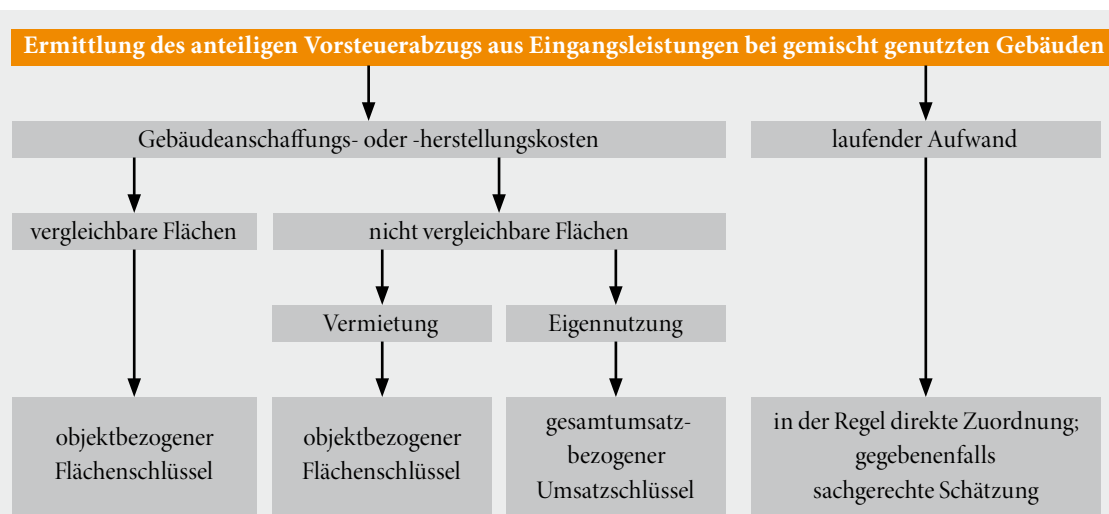 Ermittlung des anteiligen Vorsteuerabzugs aus Eingangsleistungen bei gemischt genutzten Gebäuden
Gebäudeanschaffungs- oder -herstellungskosten
laufender Aufwand
vergleichbare Flächen
nicht vergleichbare Flächen
Vermietung
Eigennutzung
objektbezogener
Flächenschlüssel
objektbezogener
Flächenschlüssel
gesamtumsatz-
bezogener
Umsatzschlüssel
in der Regel direkte Zuordnung;
gegebenenfalls
sachgerechte Schätzung